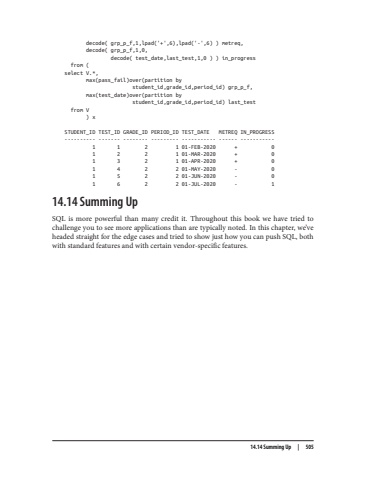 decode( grp_p_f,1,lpad('+',6),lpad('-',6) ) metreq,
decode( grp_p_f,1,0,
decode( test_date,last_test,1,0 ) ) in_progress
from (
select V.*,
max(pass_fail)over(partition by
student_id,grade_id,period_id) grp_p_f,
max(test_date)over(partition by
student_id,grade_id,period_id) last_test
from V
) x
STUDENT_ID TEST_ID GRADE_ID PERIOD_ID TEST_DATE METREQ IN_PROGRESS
---------- ------- -------- --------- ----------- ------ -----------
1 1 2 1 01-FEB-2020 + 0
1 2 2 1 01-MAR-2020 + 0
1 3 2 1 01-APR-2020 + 0
1 4 2 2 01-MAY-2020 - 0
1 5 2 2 01-JUN-2020 - 0
1 6 2 2 01-JUL-2020 - 1
14.14 Summing Up
SQL is more powerful than many credit it. Throughout this book we have tried to
challenge you to see more applications than are typically noted. In this chapter, we've
headed straight for the edge cases and tried to show just how you can push SQL, both
with standard features and with certain vendor-specific features.
14.14 Summing Up | 505